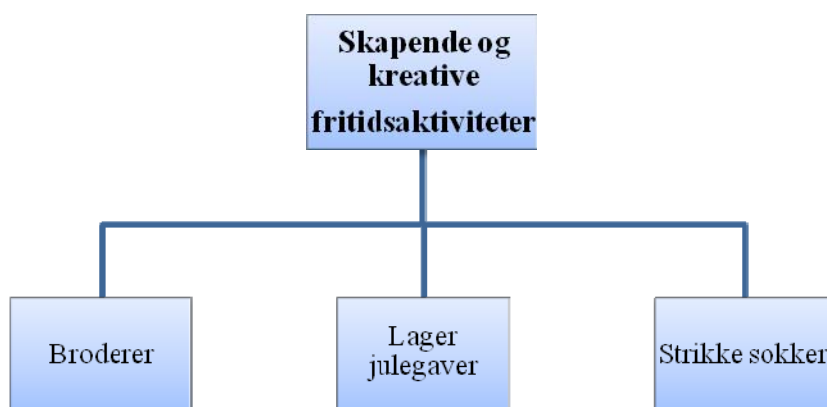 Skapende og
kreative
fritidsaktiviteter
Broderer
Lager
julegaver
Strikke sokker